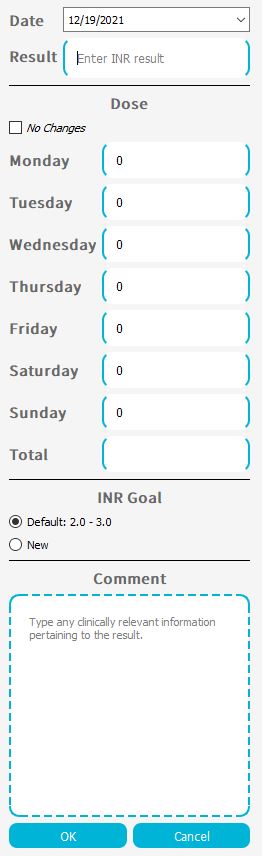 Date 12/19/2021
Result Enter INR result
Dose
No Changes
Monday 0
Tuesday 0
Wednesday 0
Thursday 0
Friday 0
Saturday 0
Sunday 0
Total
INR Goal
Default: 2.0 - 3.0
New
Comment
Type any clinically relevant information
pertaining to the result.
OK Cancel